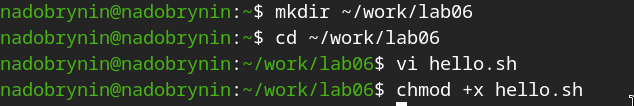 nadobrynin@nadobrynin:~$ mkdir ~/work/lab06
nadobrynin@nadobrynin:~$ cd ~/work/lab06
nadobrynin@nadobrynin:~/work/lab06$ vi hello.sh
nadobrynin@nadobrynin:~/work/lab06$ chmod +x hello.sh